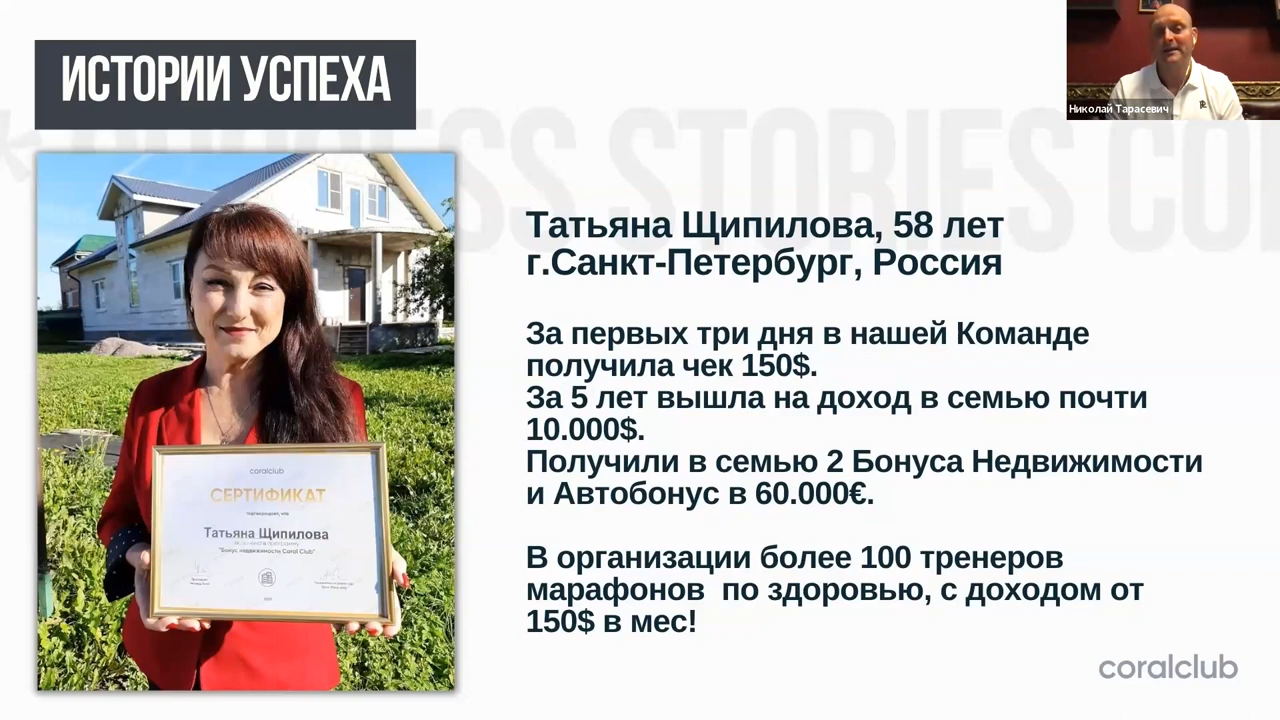 ИСТОРИИ УСПЕХА
Николай Тарасевич
SS STORIES CO
Татьяна Щипилова, 58 лет
г.Санкт-Петербург, Россия
За первых три дня в нашей Команде
получила чек 150$.
За 5 лет вышла на доход в семью почти
10.000$.
Получили в семью 2 Бонуса Недвижимости
и Автобонус в 60.000€.
В организации более 100 тренеров
марафонов по здоровью, с доходом от
150$ в мес!
coralclub
СЕРТИФИКАТ
Татьяна Щипилова
"Бонус недвижимости Coral Club"
coralclub